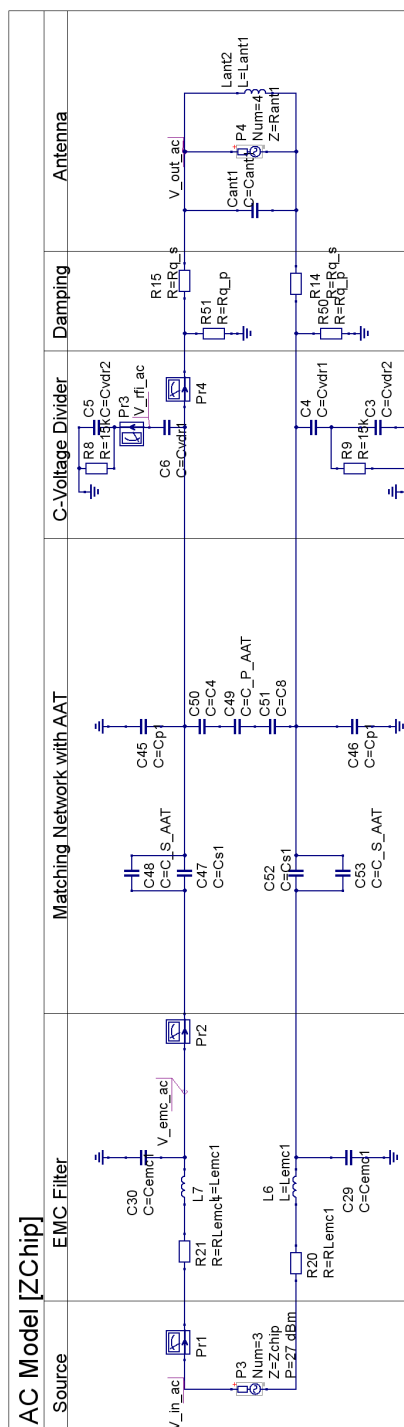 AC Model [ZChip]
Source
EMC Filter
Matching Network with AAT
C-Voltage Divider
Damping
Antenna
V_in_ac
Pr1
P3
Num=3
Z=Zchip
P=27 dBm
R21
R=RLemc1
L7
L=Lemc1
C30
C=Cemc1
V_emc_ac
Pr2
R20
R=RLemc1
L6
L=Lemc1
C29
C=Cemc1
C48
C=C_S_AAT
C47
C=Cs1
C52
C=Cs1
C53
C=C_S_AAT
C45
C=Cp1
C50
C=C4
C49
C=C_P_AAT
C51
C=C8
C46
C=Cp1
R8
R=15k
C5
C=Cvdr2
Pr3
V_rfi_ac
C6
C=Cvdr1
Pr4
C4
C=Cvdr1
R9
R=15k
C3
C=Cvdr2
R15
R=Rq_s
R51
R=Rq_p
R14
R=Rq_s
R50
R=Rq_p
V_out_ac
Cant1
C=Cant
P4
Num=4
Z=Rant1
Lant2
L=Lant1